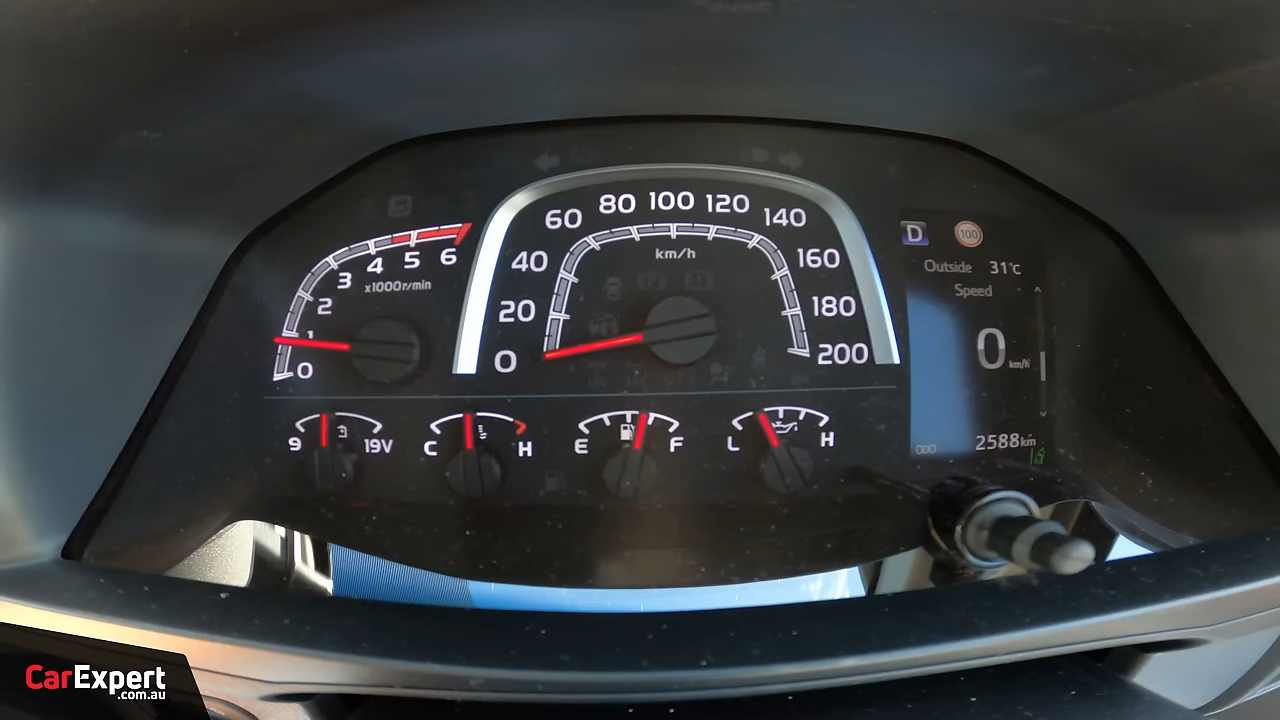 0 1 2 3 4 5 6
x1000r/min
0 20 40 60 80 100 120 140 160 180 200
km/h
D 100
Outside 31°C
Speed
0 km/h
2588km
9 19V
C H
E F
L H
CarExpert
.com.au